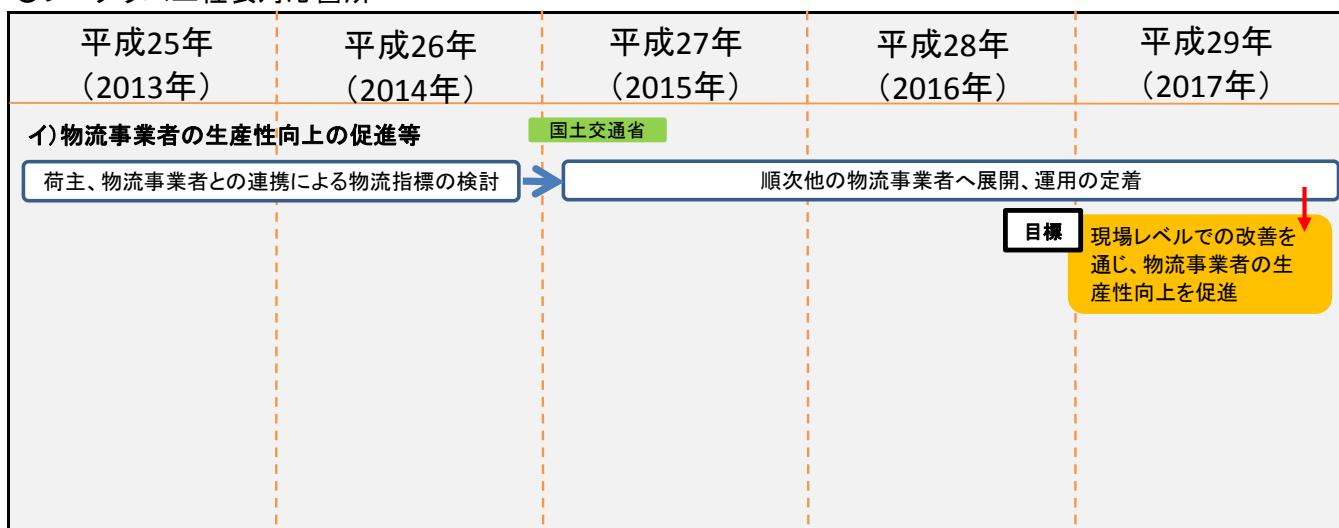 平成25年
（2013年）
平成26年
（2014年）
平成27年
（2015年）
平成28年
（2016年）
平成29年
（2017年）
イ)物流事業者の生産性向上の促進等
国土交通省
荷主、物流事業者との連携による物流指標の検討
順次他の物流事業者へ展開、運用の定着
目標
現場レベルでの改善を
通じ、物流事業者の生
産性向上を促進